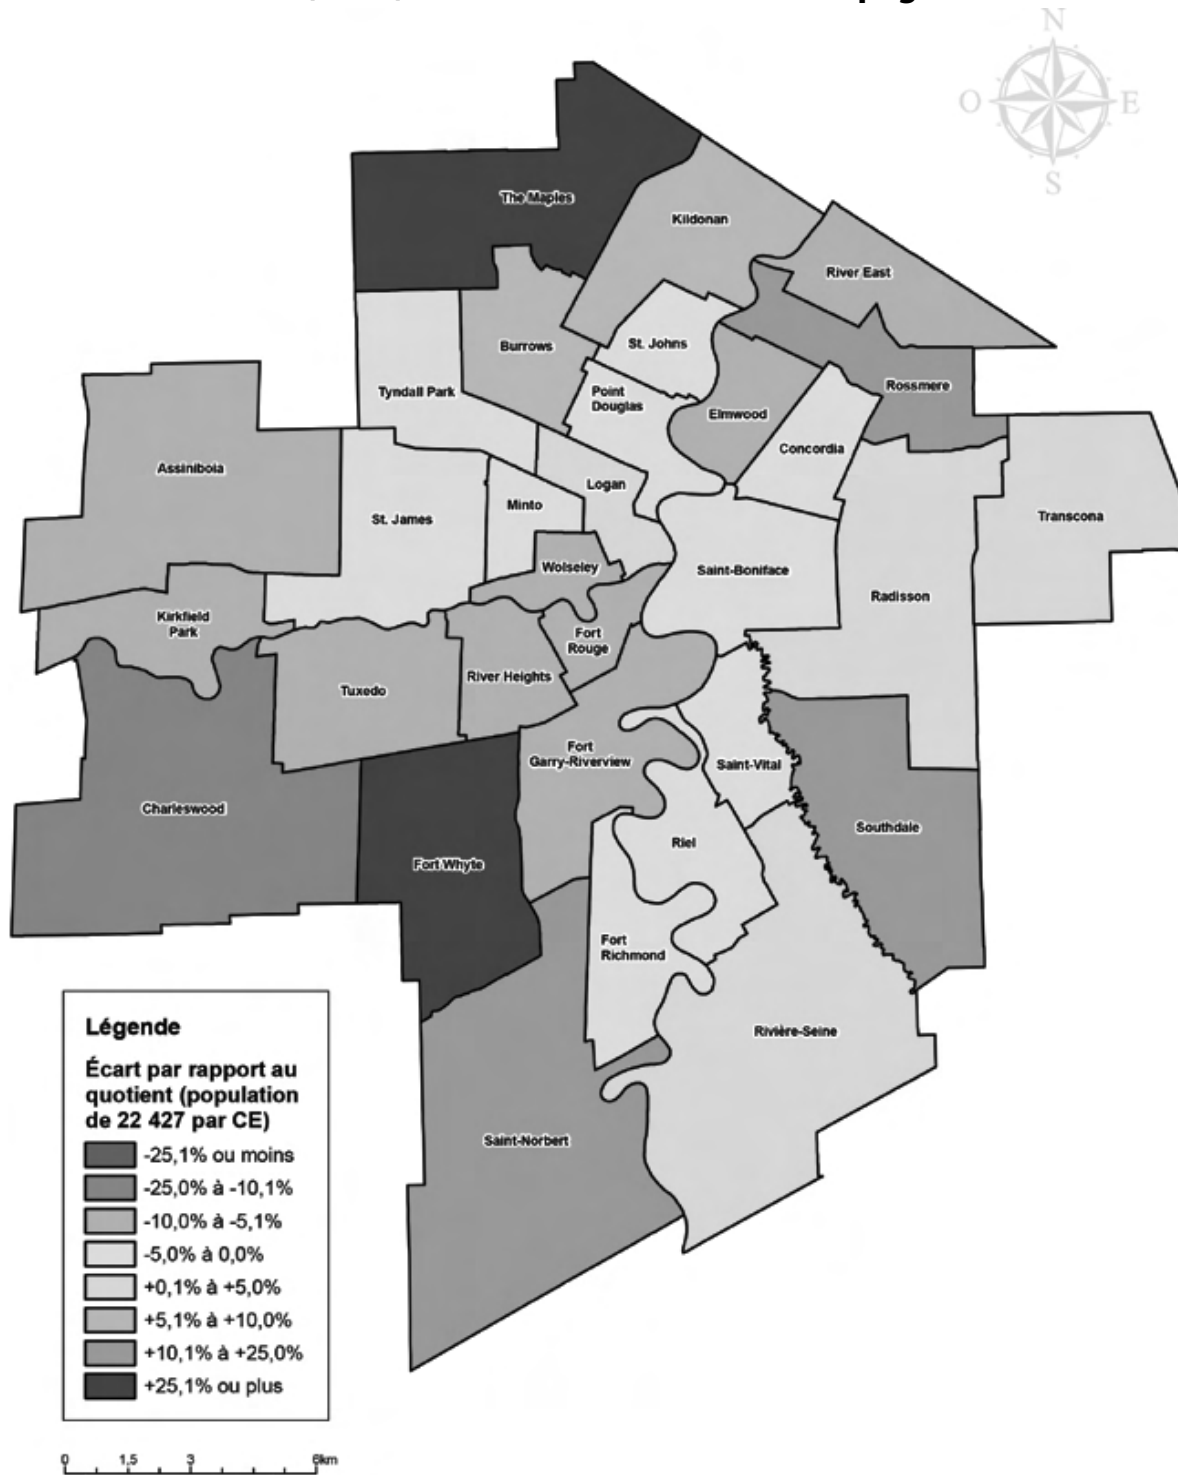 N
O E
S
The Maples
Kildonan
River East
Burrows
St. Johns
Tyndall Park
Point
Douglas
Rossmere
Elmwood
Concordia
Assiniboia
Logan
Minto
St. James
Transcona
Wolseley
Saint-Boniface
Radisson
Kirkfield
Park
Fort
Rouge
River Heights
Tuxedo
Fort
Garry-Riverview
Saint-Vital
Charleswood
Southdale
Riel
Fort Whyte
Fort
Richmond
Rivière-Seine
Saint-Norbert
Légende
Écart par rapport au
quotient (population
de 22 427 par CE)
-25,1% ou moins
-25,0% à -10,1%
-10,0% à -5,1%
-5,0% à 0,0%
+0,1% à +5,0%
+5,1% à +10,0%
+10,1% à +25,0%
+25,1% ou plus
0 1,5 3 6km